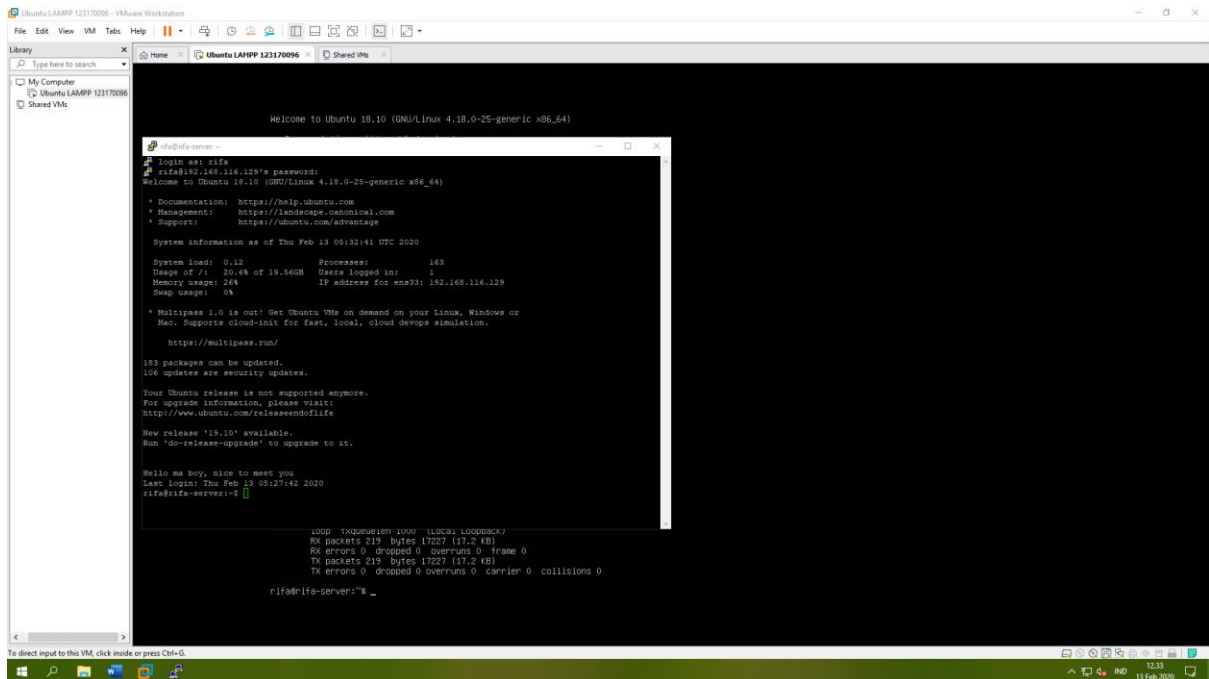 Ubuntu LAMPP 123170096 - VMware Workstation
File Edit View VM Tabs Help
Library
Type here to search
My Computer
Ubuntu LAMPP 123170096
Shared VMs
Home
Ubuntu LAMPP 123170096
Shared VMs
Welcome to Ubuntu 18.10 (GNU/Linux 4.18.0-25-generic x86_64)
rifa@rifa-server: ~
login as: rifa
rifa@192.168.116.129's password:
Welcome to Ubuntu 18.10 (GNU/Linux 4.18.0-25-generic x86_64)
* Documentation: https://help.ubuntu.com
* Management: https://landscape.canonical.com
* Support: https://ubuntu.com/advantage
System information as of Thu Feb 13 05:32:41 UTC 2020
System load: 0.12 Processes: 163
Usage of /: 20.6% of 19.56GB Users logged in: 1
Memory usage: 26% IP address for ens33: 192.168.116.129
Swap usage: 0%
* Multipass 1.0 is out! Get Ubuntu VMs on demand on your Linux, Windows or
Mac. Supports cloud-init for fast, local, cloud devops simulation.
https://multipass.run/
183 packages can be updated.
106 updates are security updates.
Your Ubuntu release is not supported anymore.
For upgrade information, please visit:
http://www.ubuntu.com/releaseendoflife
New release '19.10' available.
Run 'do-release-upgrade' to upgrade to it.
Hello ma boy, nice to meet you
Last login: Thu Feb 13 05:27:42 2020
rifa@rifa-server:~$
loop txqueuelen 1000 (Local Loopback)
RX packets 219 bytes 17227 (17.2 KB)
RX errors 0 dropped 0 overruns 0 frame 0
TX packets 219 bytes 17227 (17.2 KB)
TX errors 0 dropped 0 overruns 0 carrier 0 collisions 0
rifa@rifa-server:~$ _
To direct input to this VM, click inside or press Ctrl+G.
IND
12.33
13 Feb 2020